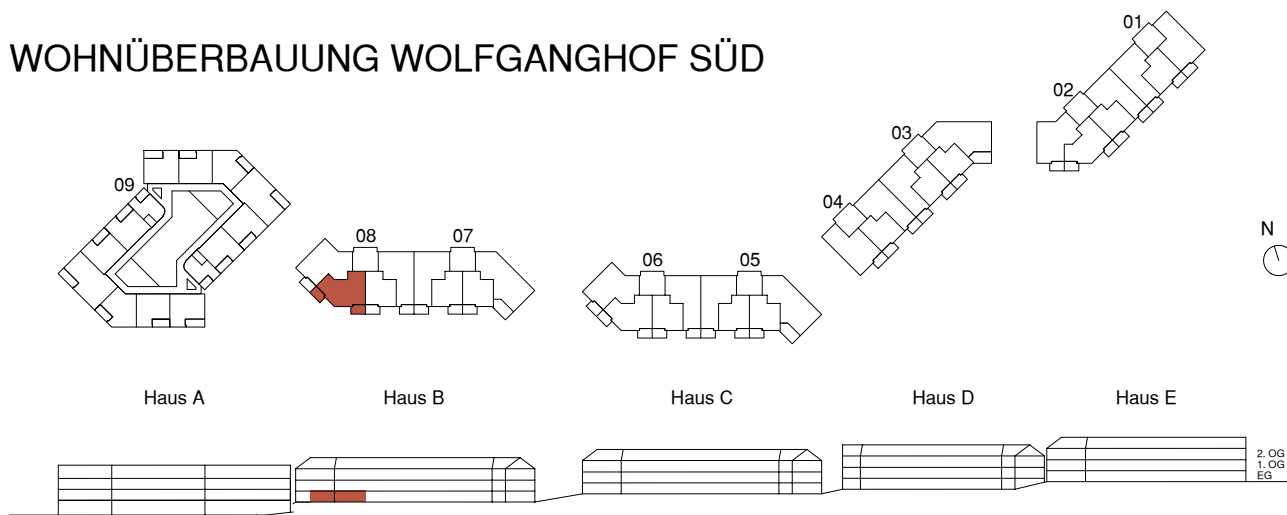 WOHNÜBERBAUUNG WOLFGANGHOF SÜD
01
02
03
04
09
08
07
06
05
N
Haus A
Haus B
Haus C
Haus D
Haus E
2. OG
1. OG
EG